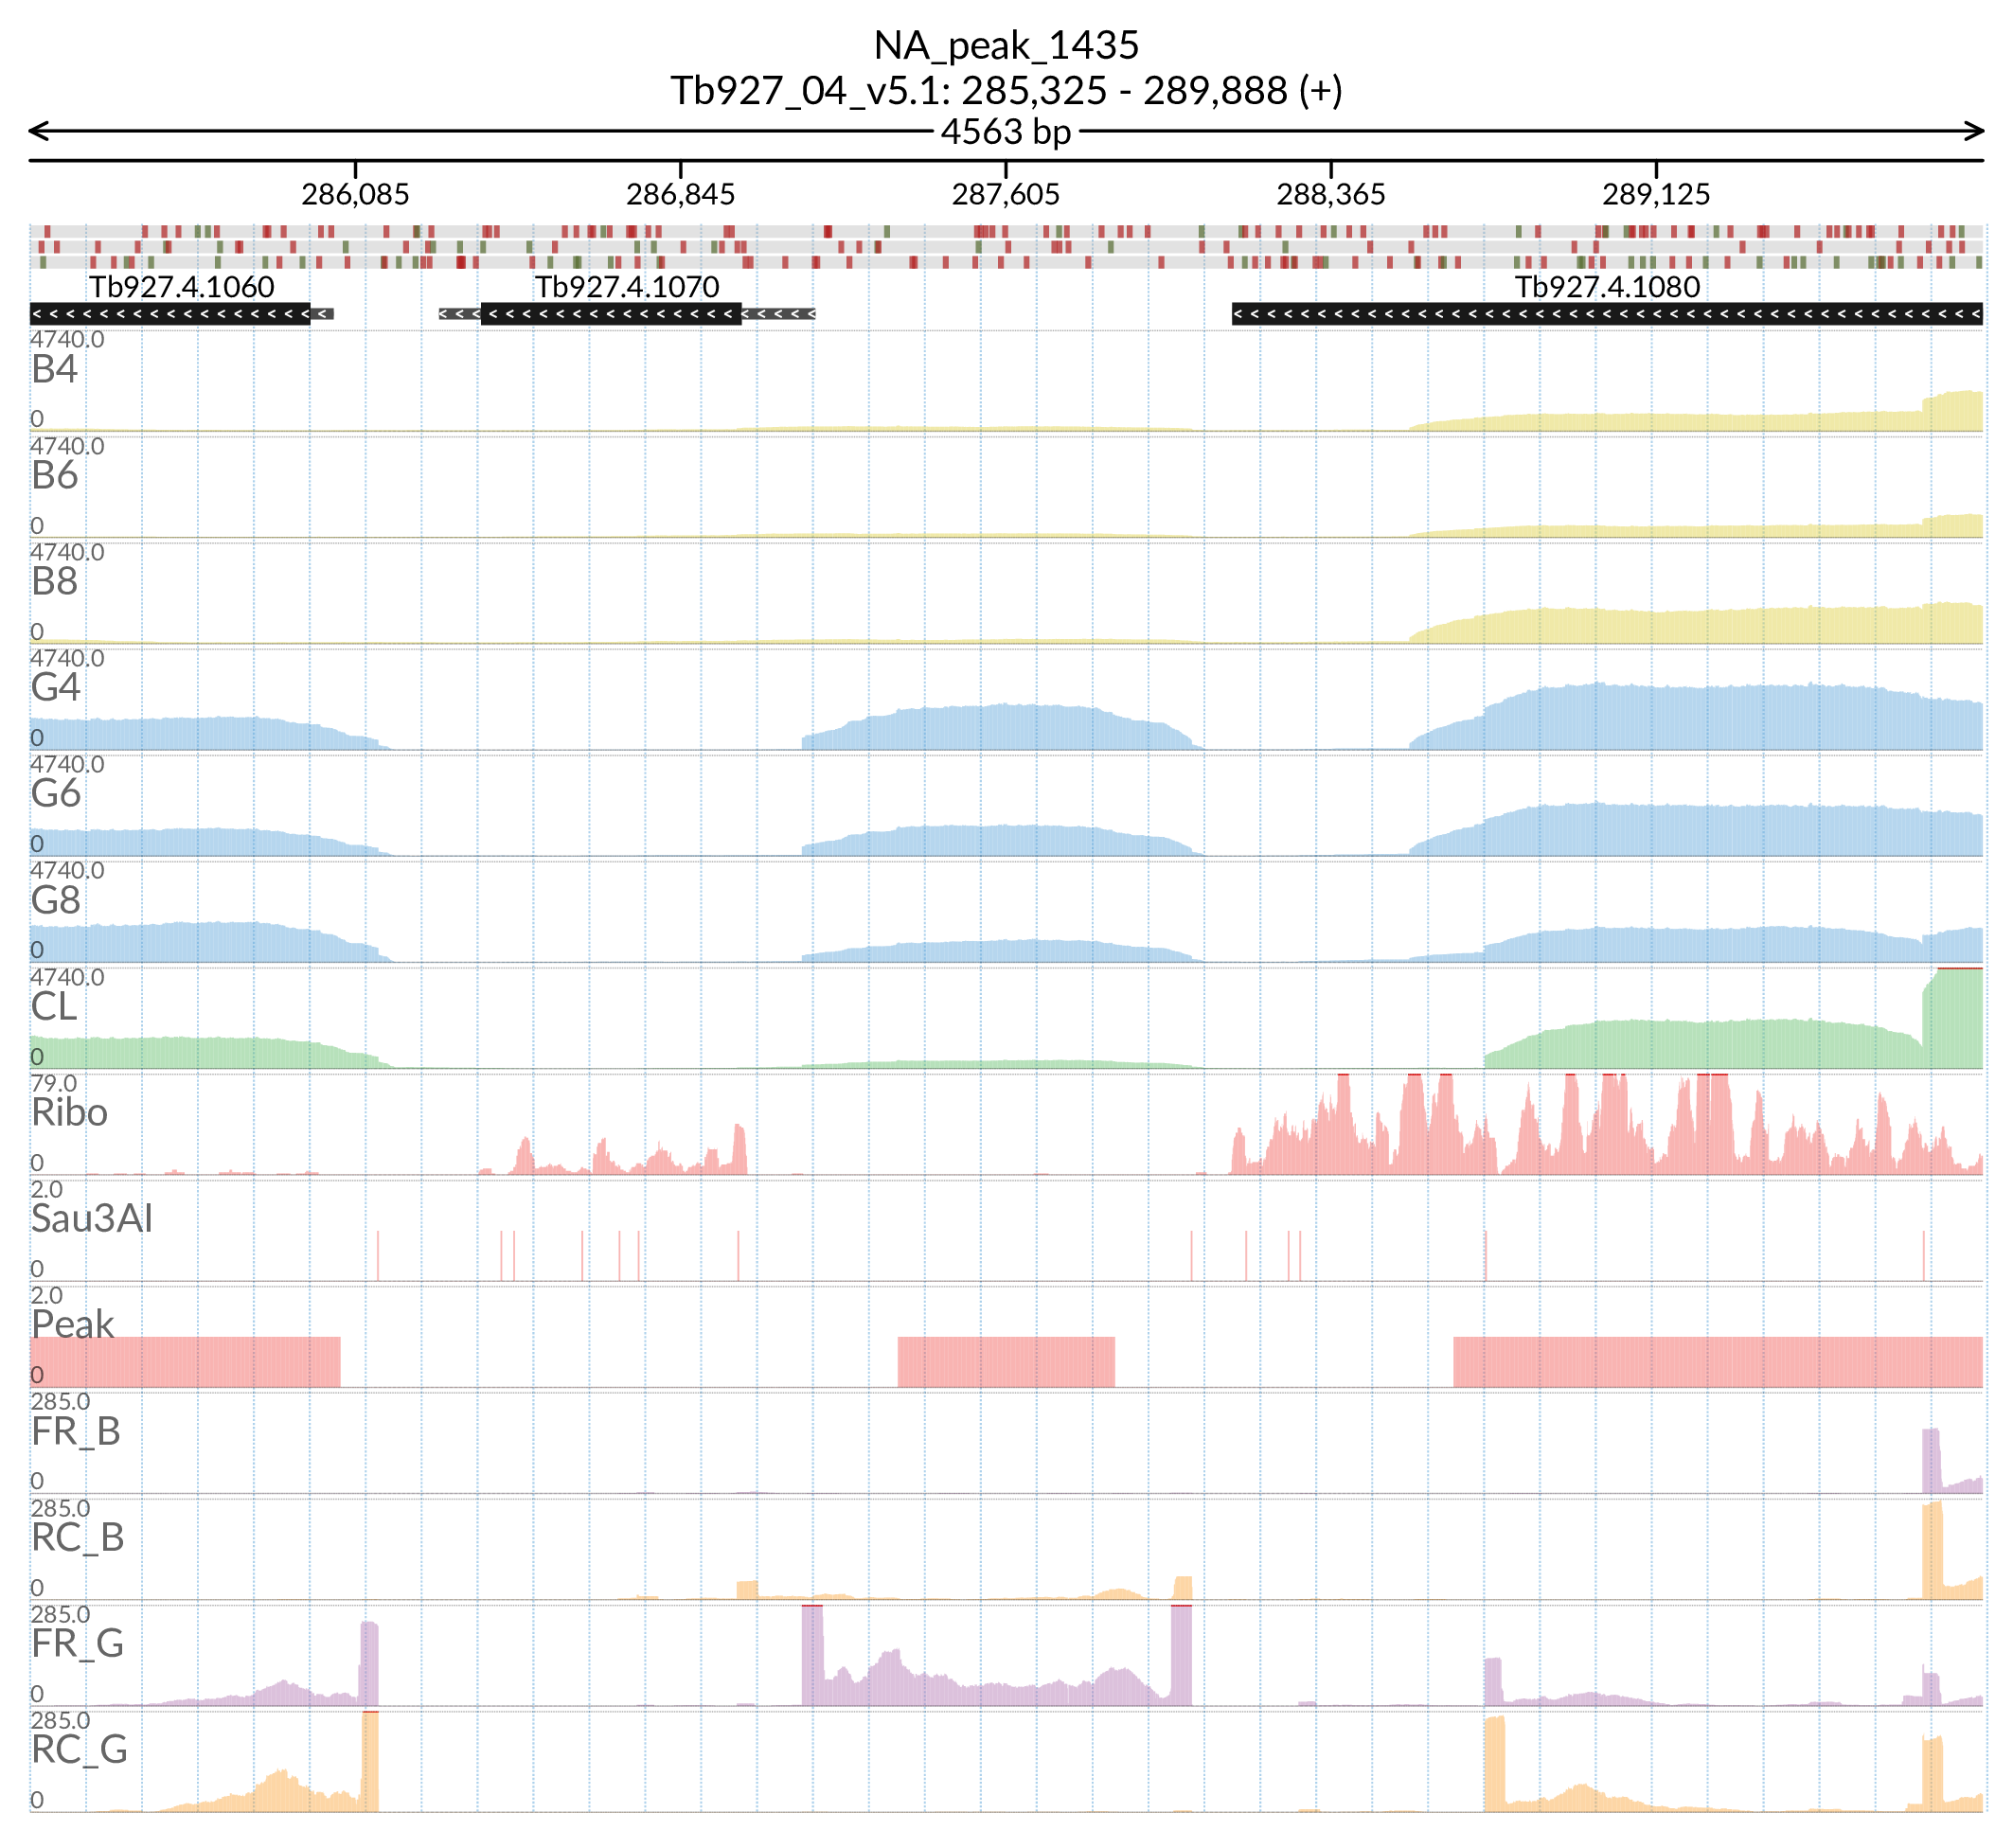 NA_peak_1435
Tb927_04_v5.1: 285,325 - 289,888 (+)
4563 bp
286,085 286,845 287,605 288,365 289,125
Tb927.4.1060 Tb927.4.1070 Tb927.4.1080
4740.0
B4
0
4740.0
B6
0
4740.0
B8
0
4740.0
G4
0
4740.0
G6
0
4740.0
G8
0
4740.0
CL
0
79.0
Ribo
0
2.0
Sau3AI
0
2.0
Peak
0
285.0
FR_B
0
285.0
RC_B
0
285.0
FR_G
0
285.0
RC_G
0